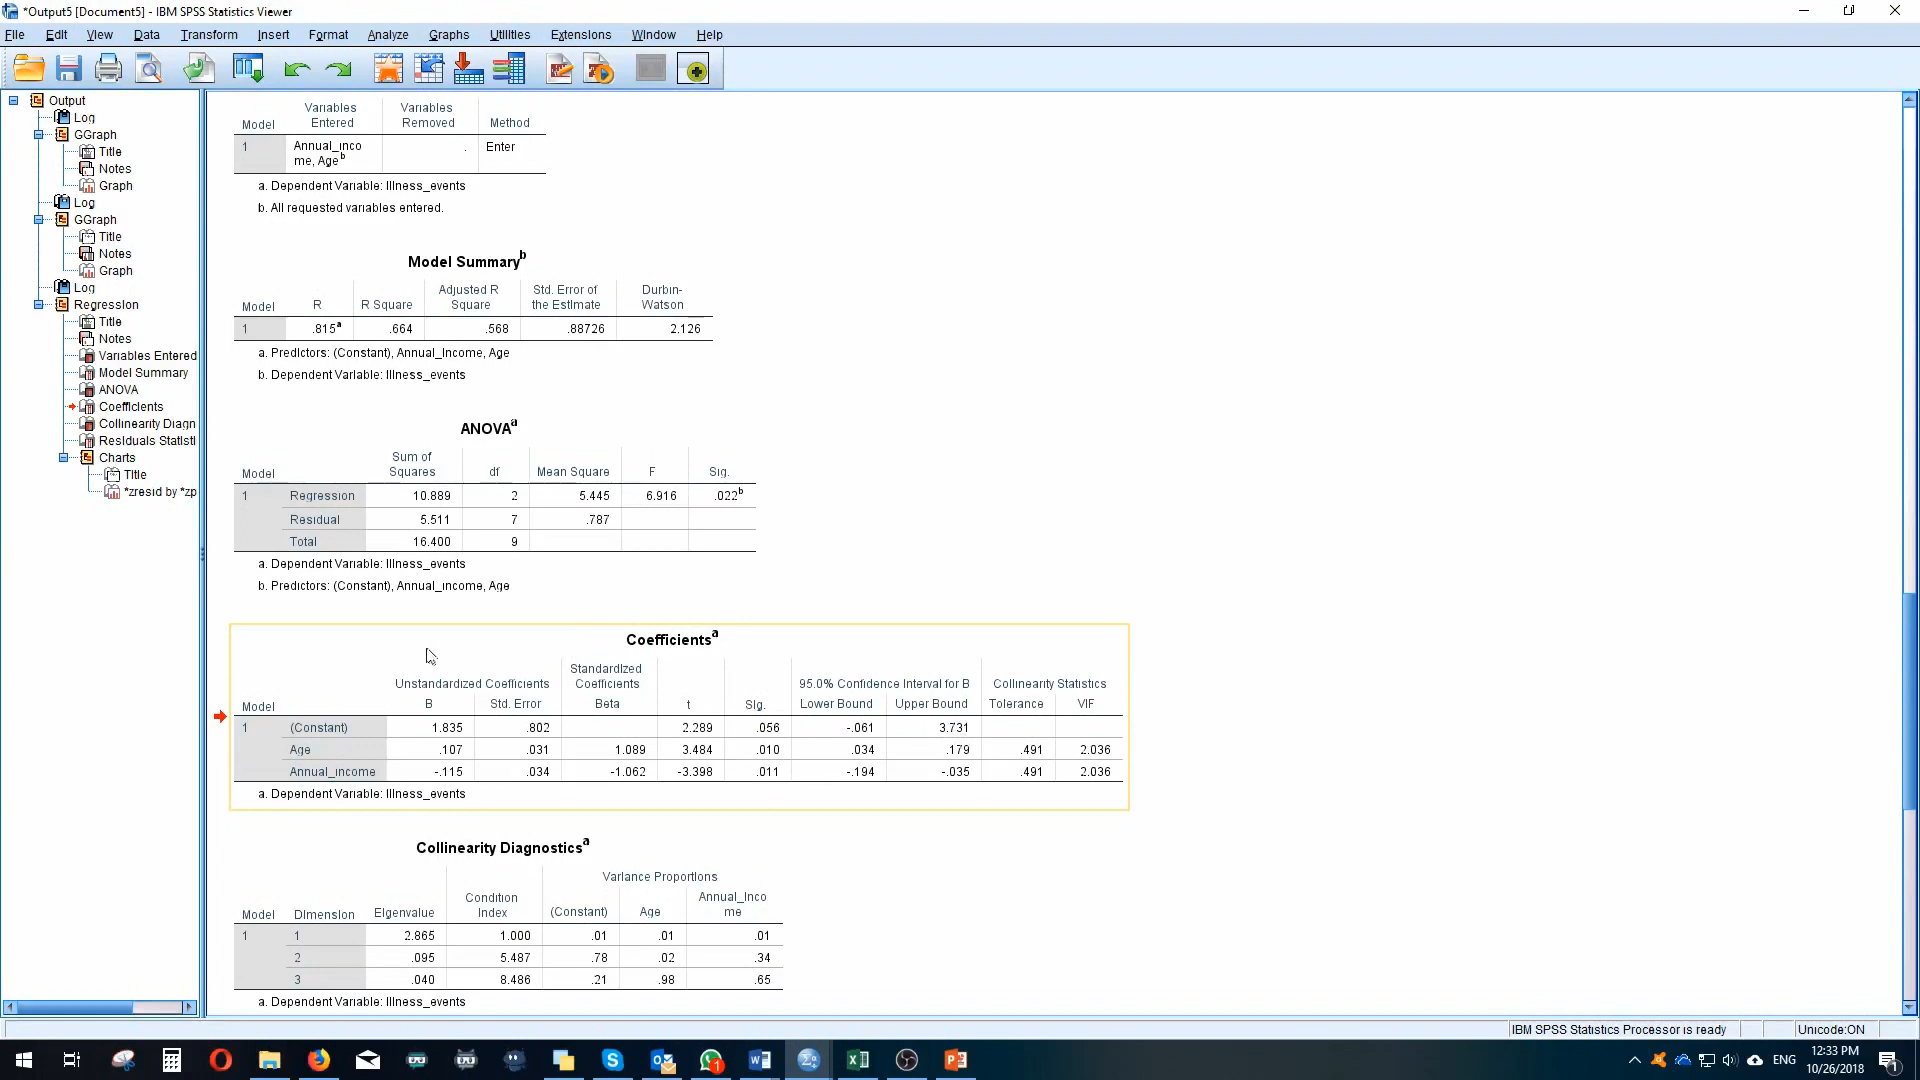 *Output5 [Document5] - IBM SPSS Statistics Viewer
File Edit View Data Transform Insert Format Analyze Graphs Utilities Extensions Window Help
Output
Log
GGraph
Title
Notes
Graph
Log
GGraph
Title
Notes
Graph
Log
Regression
Title
Notes
Variables Entered
Model Summary
ANOVA
Coefficients
Collinearity Diagn
Residuals Statisti
Charts
Title
*zresid by *zp
Model Variables Entered Variables Removed Method
1 Annual_inco . Enter
me, Age b
a. Dependent Variable: Illness_events
b. All requested variables entered.
Model Summary b
Model R R Square Adjusted R Square Std. Error of the Estimate Durbin-Watson
1 .815a .664 .568 .88726 2.126
a. Predictors: (Constant), Annual_income, Age
b. Dependent Variable: Illness_events
ANOVA a
Model Sum of Squares df Mean Square F Sig.
1 Regression 10.889 2 5.445 6.916 .022b
Residual 5.511 7 .787
Total 16.400 9
a. Dependent Variable: Illness_events
b. Predictors: (Constant), Annual_income, Age
Coefficients a
Unstandardized Coefficients Standardized Coefficients 95.0% Confidence Interval for B Collinearity Statistics
Model B Std. Error Beta t Sig. Lower Bound Upper Bound Tolerance VIF
1 (Constant) 1.835 .802 2.289 .056 -.061 3.731
Age .107 .031 1.089 3.484 .010 .034 .179 .491 2.036
Annual_income -.115 .034 -1.062 -3.398 .011 -.194 -.035 .491 2.036
a. Dependent Variable: Illness_events
Collinearity Diagnostics a
Variance Proportions
Model Dimension Eigenvalue Condition Index (Constant) Age Annual_inco me
1 1 2.865 1.000 .01 .01 .01
2 .095 5.487 .78 .02 .34
3 .040 8.486 .21 .98 .65
a. Dependent Variable: Illness_events
IBM SPSS Statistics Processor is ready Unicode:ON
ENG
12:33 PM
10/26/2018